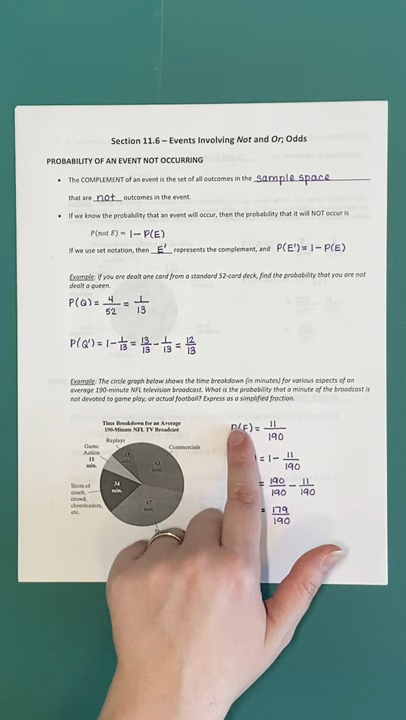 Section 11.6 – Events Involving Not and Or; Odds
PROBABILITY OF AN EVENT NOT OCCURRING
• The COMPLEMENT of an event is the set of all outcomes in the sample space
that are not outcomes in the event.
• If we know the probability that an event will occur, then the probability that it will NOT occur is
P(not E) = 1 - P(E)
If we use set notation, then E' represents the complement, and P(E') = 1 - P(E)
Example: If you are dealt one card from a standard 52-card deck, find the probability that you are not
dealt a queen.
P(Q) = 4/52 = 1/13
P(Q') = 1 - 1/13 = 13/13 - 1/13 = 12/13
Example: The circle graph below shows the time breakdown (in minutes) for various aspects of an
average 190-minute NFL television broadcast. What is the probability that a minute of the broadcast is
not devoted to game play, or actual football? Express as a simplified fraction.
Time Breakdown for an Average
190-Minute NFL TV Broadcast
Replays
Game
Action
11
min.
Commercials
min.
63
min.
34
min.
Shots of
coach,
crowd,
cheerleaders,
etc.
67
min.
P(F) = 11/190
= 1 - 11/190
= 190/190 - 11/190
= 179/190